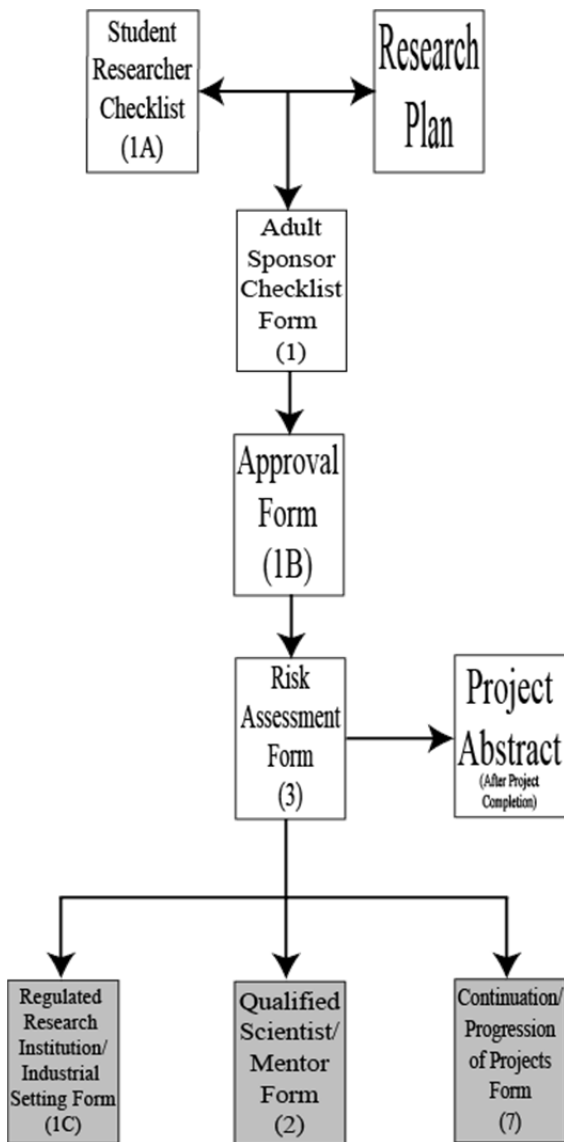 Student
Researcher
Checklist
(1A)
Research
Plan
Adult
Sponsor
Checklist
Form
(1)
Approval
Form
(1B)
Risk
Assessment
Form
(3)
Project
Abstract
(After Project
Completion)
Regulated
Research
Institution/
Industrial
Setting Form
(1C)
Qualified
Scientist/
Mentor
Form
(2)
Continuation/
Progression
of Projects
Form
(7)